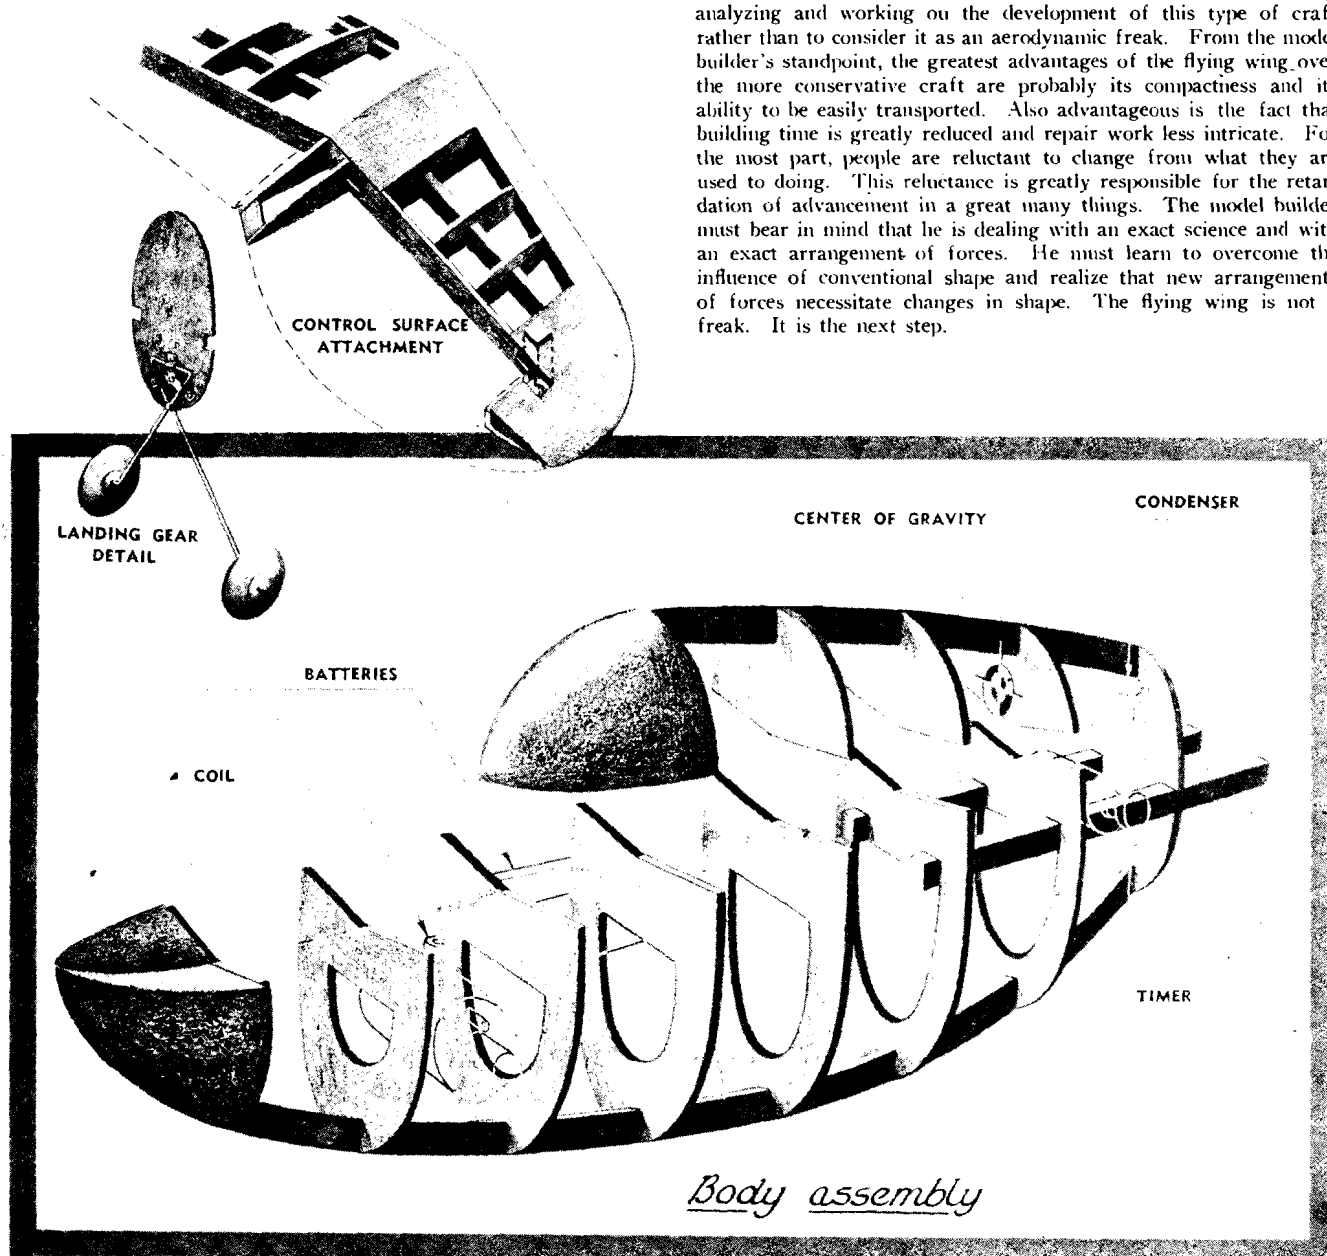 analyzing and working on the development of this type of craf
rather than to consider it as an aerodynamic freak. From the mode
builder's standpoint, the greatest advantages of the flying wing ove
the more conservative craft are probably its compactness and it
ability to be easily transported. Also advantageous is the fact tha
building time is greatly reduced and repair work less intricate. Fo
the most part, people are reluctant to change from what they ar
used to doing. This reluctance is greatly responsible for the retar
dation of advancement in a great many things. The model builde
must bear in mind that he is dealing with an exact science and wit
an exact arrangement of forces. He must learn to overcome th
influence of conventional shape and realize that new arrangement
of forces necessitate changes in shape. The flying wing is not
freak. It is the next step.
CONTROL SURFACE
ATTACHMENT
LANDING GEAR
DETAIL
CENTER OF GRAVITY
CONDENSER
BATTERIES
COIL
TIMER
Body assembly